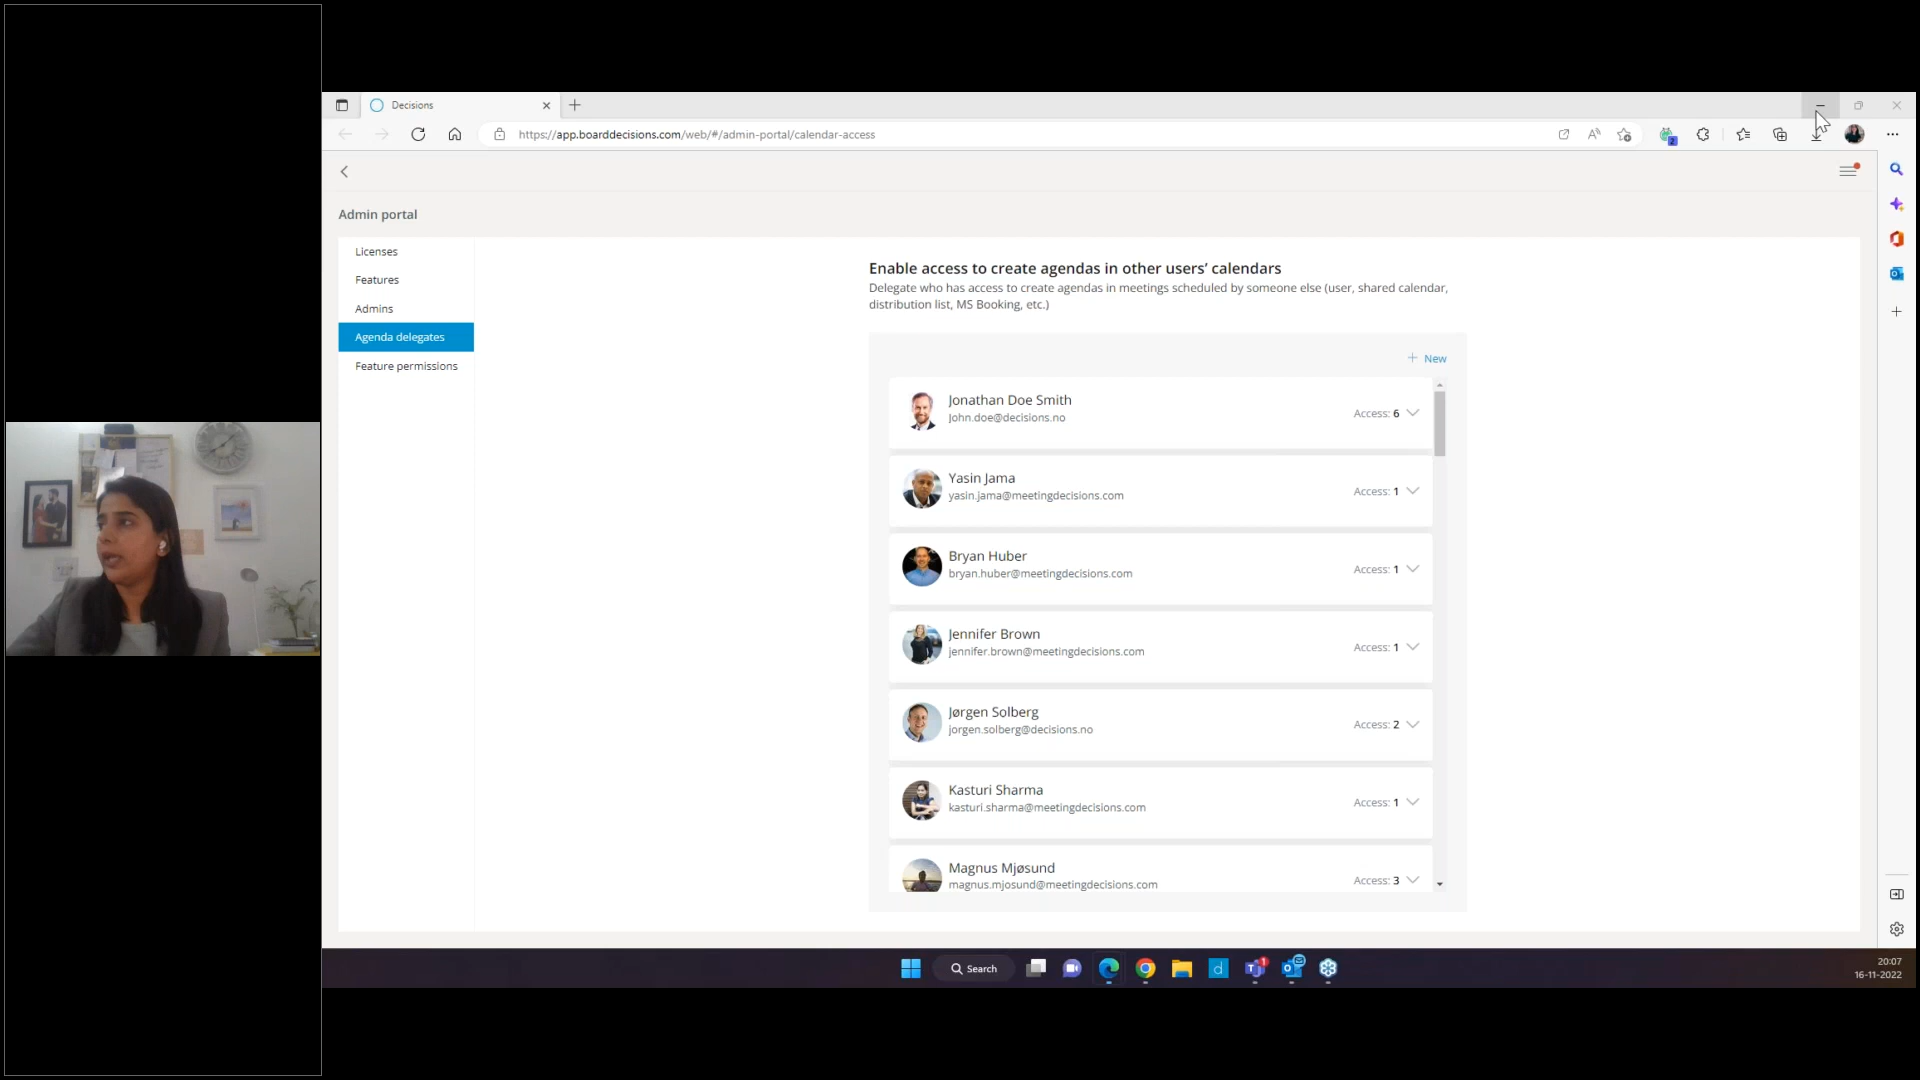 Decisions
https://app.boarddecisions.com/web/#/admin-portal/calendar-access
Admin portal
Licenses
Features
Admins
Agenda delegates
Feature permissions
Enable access to create agendas in other users' calendars
Delegate who has access to create agendas in meetings scheduled by someone else (user, shared calendar,
distribution list, MS Booking, etc.)
New
Jonathan Doe Smith
John.doe@decisions.no
Access: 6
Yasin Jama
yasin.jama@meetingdecisions.com
Access: 1
Bryan Huber
bryan.huber@meetingdecisions.com
Access: 1
Jennifer Brown
jennifer.brown@meetingdecisions.com
Access: 1
Jørgen Solberg
jorgen.solberg@decisions.no
Access: 2
Kasturi Sharma
kasturi.sharma@meetingdecisions.com
Access: 1
Magnus Mjøsund
magnus.mjosund@meetingdecisions.com
Access: 3
Search
20:07
16-11-2022